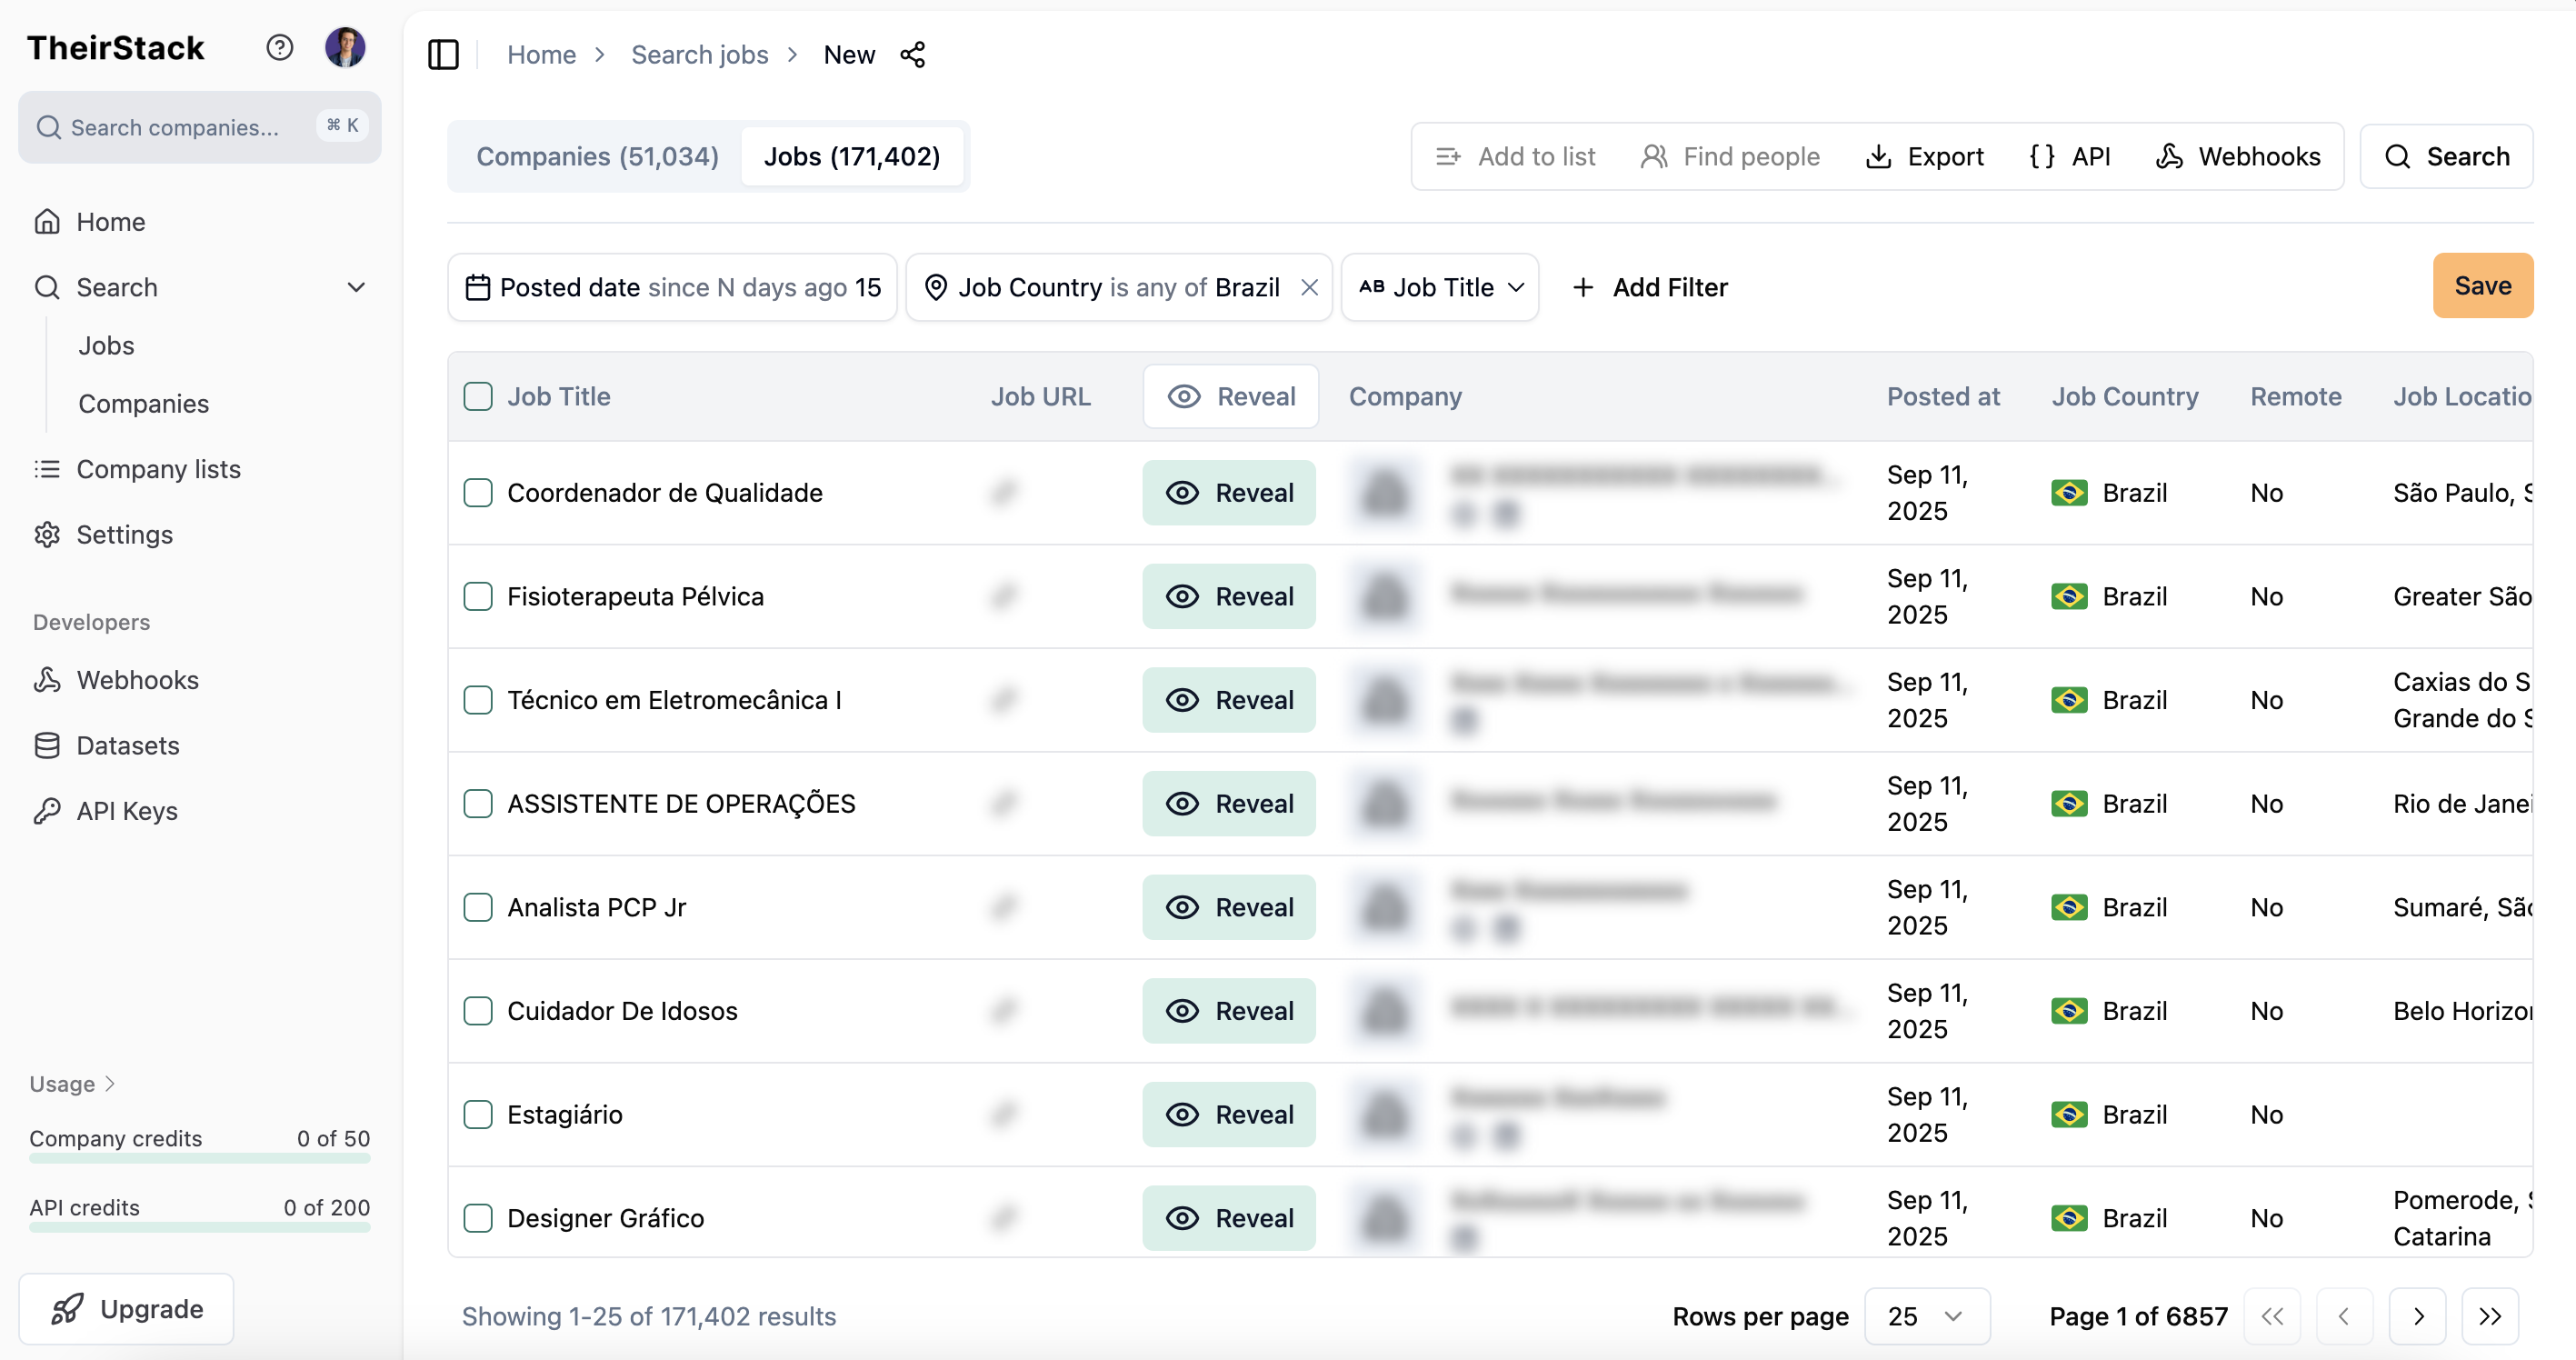 TheirStack
Search companies...
⌘ K
Home
Search
Jobs
Companies
Company lists
Settings
Developers
Webhooks
Datasets
API Keys
Usage
Company credits 0 of 50
API credits 0 of 200
Upgrade
Home > Search jobs > New
Companies (51,034) Jobs (171,402)
Add to list Find people Export {} API Webhooks Search
Posted date since N days ago 15 Job Country is any of Brazil AB Job Title + Add Filter Save
Job Title Job URL Reveal Company Posted at Job Country Remote Job Locatio
Coordenador de Qualidade Reveal Sep 11, 2025 Brazil No São Paulo, S
Fisioterapeuta Pélvica Reveal Sep 11, 2025 Brazil No Greater São
Técnico em Eletromecânica I Reveal Sep 11, 2025 Brazil No Caxias do S
Grande do S
ASSISTENTE DE OPERAÇÕES Reveal Sep 11, 2025 Brazil No Rio de Janei
Analista PCP Jr Reveal Sep 11, 2025 Brazil No Sumaré, São
Cuidador De Idosos Reveal Sep 11, 2025 Brazil No Belo Horizon
Estagiário Reveal Sep 11, 2025 Brazil No
Designer Gráfico Reveal Sep 11, 2025 Brazil No Pomerode, S
Catarina
Showing 1-25 of 171,402 results Rows per page 25 Page 1 of 6857